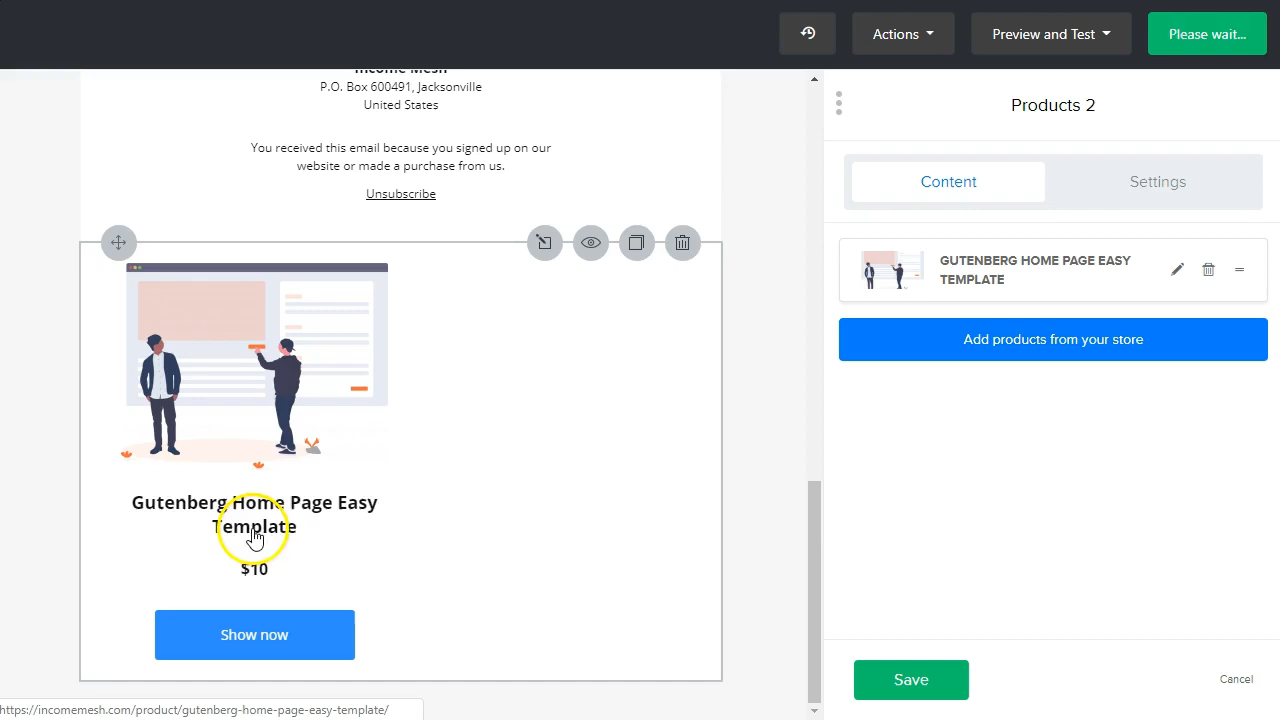 Actions
Preview and Test
Please wait...
Income Mesh
P.O. Box 600491, Jacksonville
United States
You received this email because you signed up on our
website or made a purchase from us.
Unsubscribe
Gutenberg Home Page Easy
Template
$10
Show now
https://incomemesh.com/product/gutenberg-home-page-easy-template/
Products 2
Content
Settings
GUTENBERG HOME PAGE EASY
TEMPLATE
Add products from your store
Save
Cancel